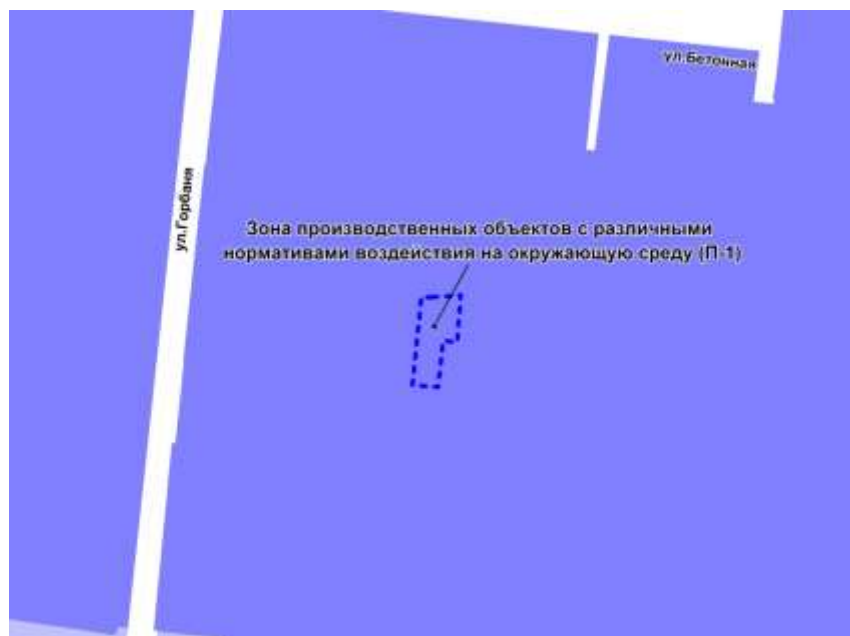 ул.Бетонная
ул.Горбаня
Зона производственных объектов с различными
нормативами воздействия на окружающую среду (П-1)